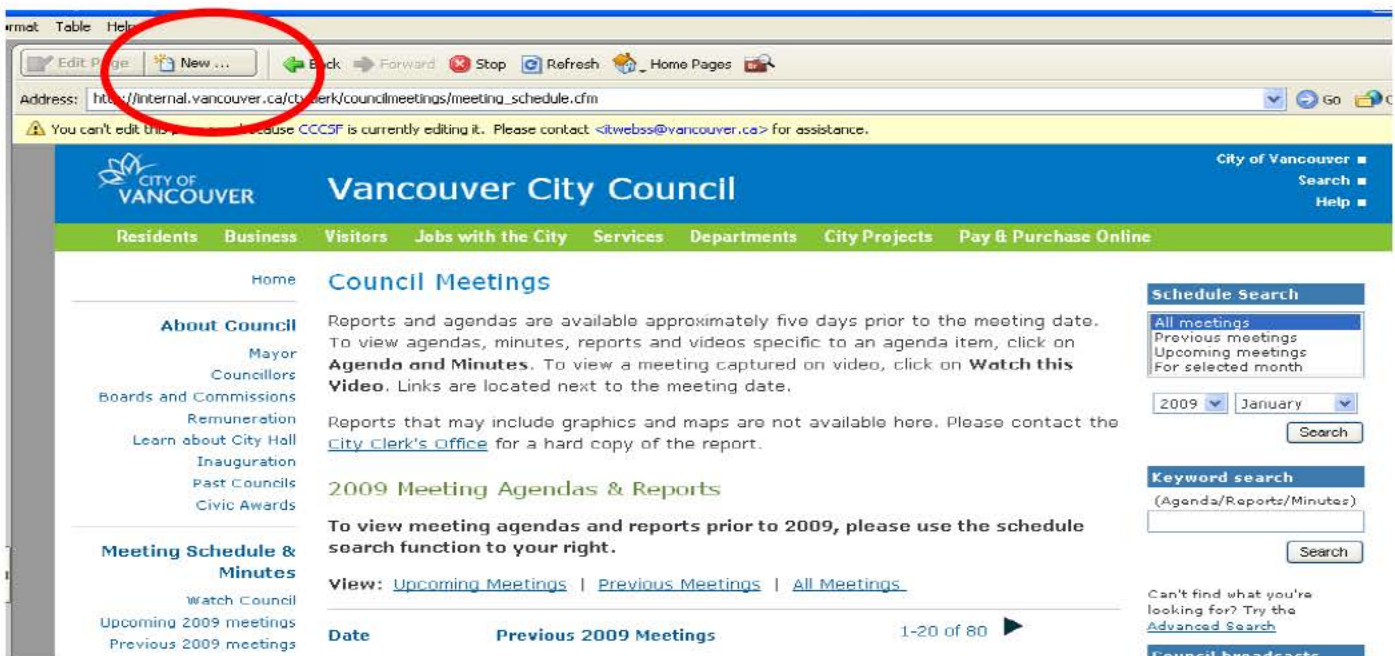 Table
Edit New ... Back Forward Stop Refresh Home Pages
Address: vancouver.ca councilmeetings/meeting_schedule.cfm Go
You can't edit this because CCCSF is currently editing it. Please contact <itwebss@vancouver.ca> for assistance.
CITY OF
VANCOUVER
Vancouver City Council
City of Vancouver
Search
Help
Residents Business Visitors Jobs with the City Services Departments City Projects Pay & Purchase Online
Home
About Council
Mayor
Councillors
Boards and Commissions
Remuneration
Learn about City Hall
Inauguration
Past Councils
Civic Awards
Meeting Schedule &
Minutes
Watch Council
Upcoming 2009 meetings
Previous 2009 meetings
Council Meetings
Reports and agendas are available approximately five days prior to the meeting date.
To view agendas, minutes, reports and videos specific to an agenda item, click on
Agenda and Minutes. To view a meeting captured on video, click on Watch this
Video. Links are located next to the meeting date.
Reports that may include graphics and maps are not available here. Please contact the
City Clerk's Office for a hard copy of the report.
2009 Meeting Agendas & Reports
To view meeting agendas and reports prior to 2009, please use the schedule
search function to your right.
View: Upcoming Meetings | Previous Meetings | All Meetings
Date Previous 2009 Meetings 1-20 of 80
Schedule Search
All meetings
Previous meetings
Upcoming meetings
For selected month
2009 January
Search
Keyword search
(Agenda/Reports/Minutes)
Search
Can't find what you're
looking for? Try the
Advanced Search
Council broadcasts